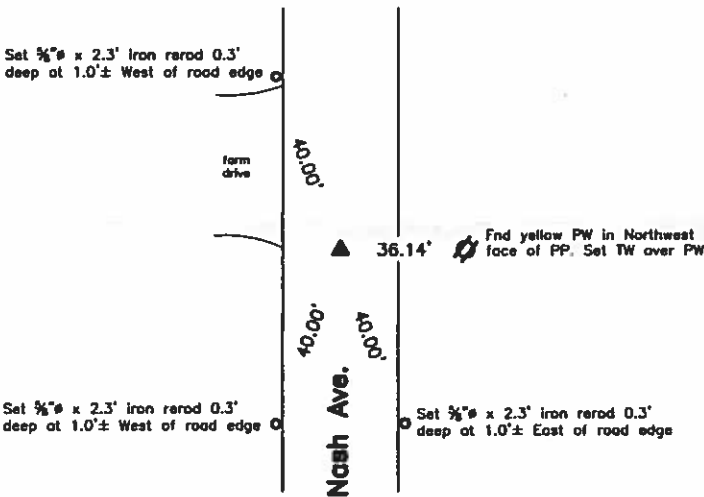 Set ⅝"ø x 2.3' iron rerod 0.3'
deep at 1.0'± West of road edge
farm
drive
40.00'
36.14'
Fnd yellow PW in Northwest
face of PP. Set TW over PW
40.00'
40.00'
Nash Ave.
Set ⅝"ø x 2.3' iron rerod 0.3'
deep at 1.0'± West of road edge
Set ⅝"ø x 2.3' iron rerod 0.3'
deep at 1.0'± East of road edge